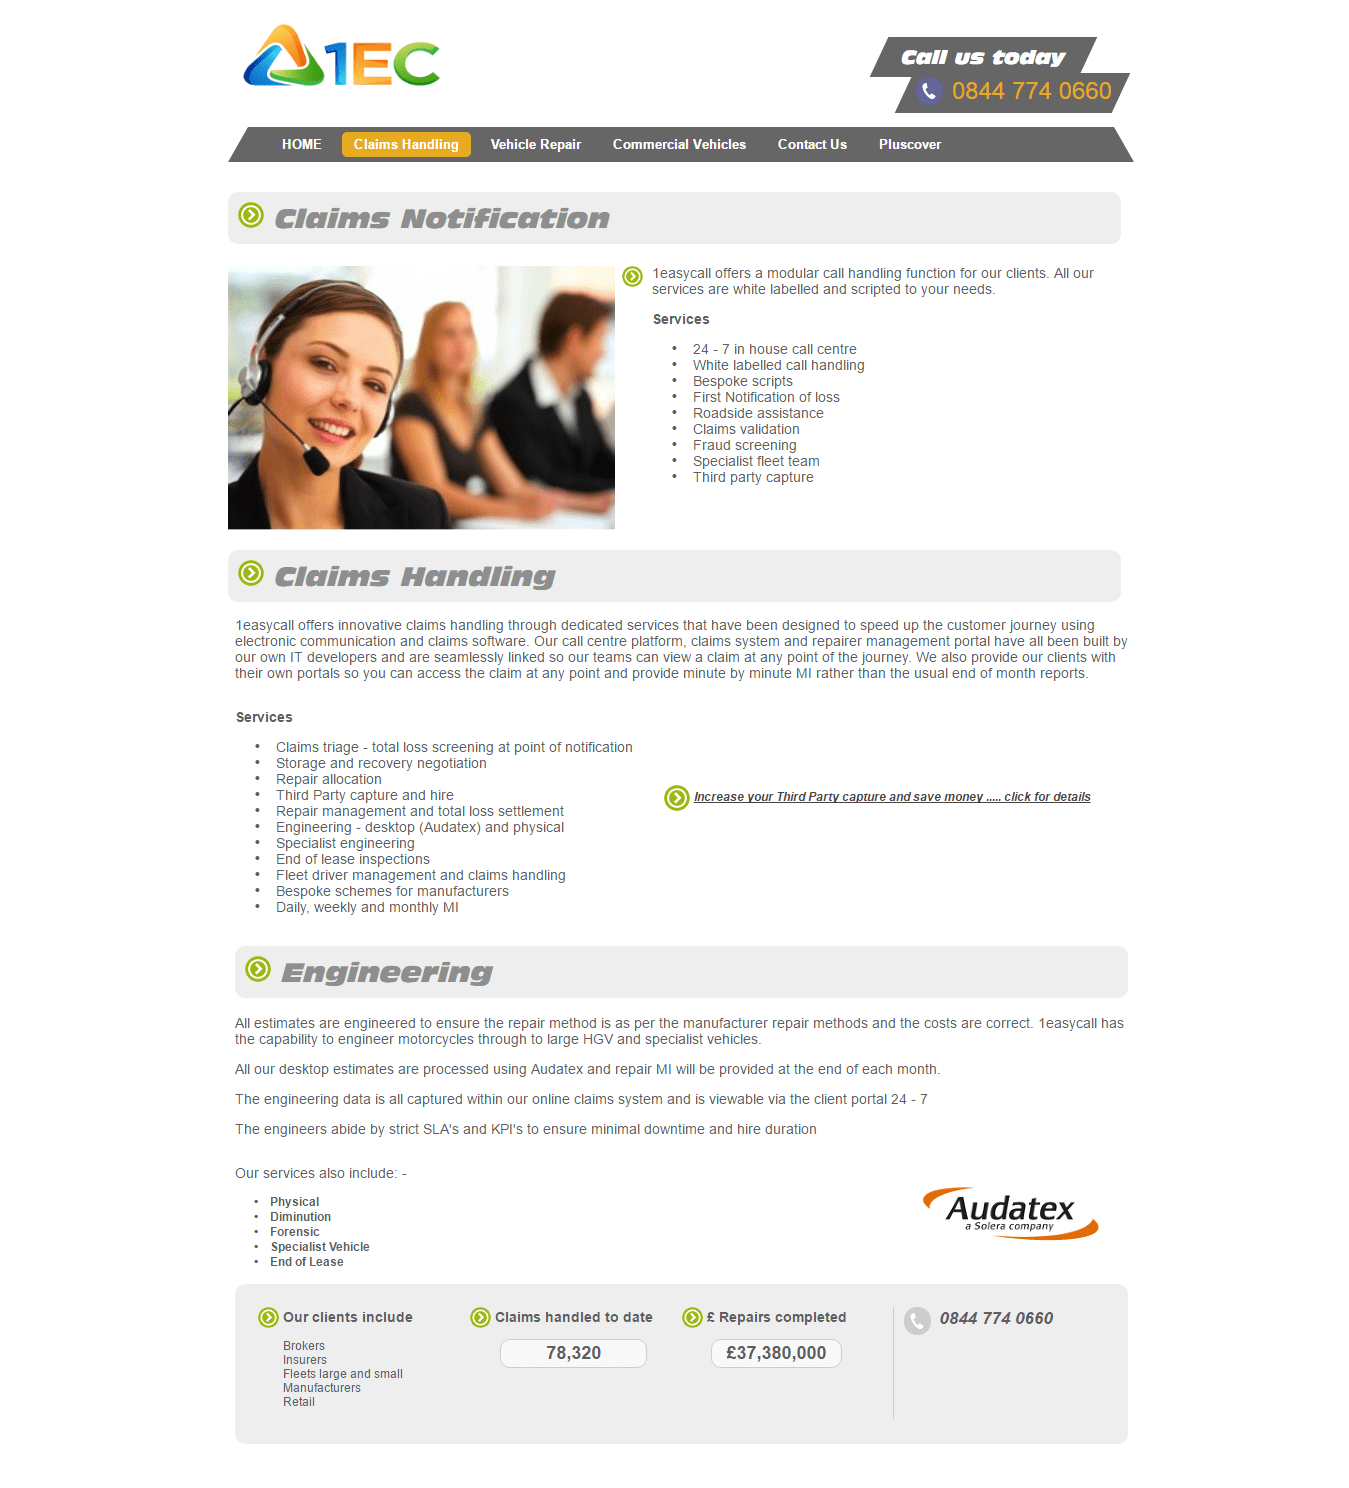 1EC
Call us today
0844 774 0660
HOME Claims Handling Vehicle Repair Commercial Vehicles Contact Us Pluscover
Claims Notification
1easycall offers a modular call handling function for our clients. All our
services are white labelled and scripted to your needs.
Services
• 24 - 7 in house call centre
• White labelled call handling
• Bespoke scripts
• First Notification of loss
• Roadside assistance
• Claims validation
• Fraud screening
• Specialist fleet team
• Third party capture
Claims Handling
1easycall offers innovative claims handling through dedicated services that have been designed to speed up the customer journey using
electronic communication and claims software. Our call centre platform, claims system and repairer management portal have all been built by
our own IT developers and are seamlessly linked so our teams can view a claim at any point of the journey. We also provide our clients with
their own portals so you can access the claim at any point and provide minute by minute MI rather than the usual end of month reports.
Services
• Claims triage - total loss screening at point of notification
• Storage and recovery negotiation
• Repair allocation
• Third Party capture and hire
• Repair management and total loss settlement
• Engineering - desktop (Audatex) and physical
• Specialist engineering
• End of lease inspections
• Fleet driver management and claims handling
• Bespoke schemes for manufacturers
• Daily, weekly and monthly MI
Increase your Third Party capture and save money ..... click for details
Engineering
All estimates are engineered to ensure the repair method is as per the manufacturer repair methods and the costs are correct. 1easycall has
the capability to engineer motorcycles through to large HGV and specialist vehicles.
All our desktop estimates are processed using Audatex and repair MI will be provided at the end of each month.
The engineering data is all captured within our online claims system and is viewable via the client portal 24 - 7
The engineers abide by strict SLA's and KPI's to ensure minimal downtime and hire duration
Our services also include: -
• Physical
• Diminution
• Forensic
• Specialist Vehicle
• End of Lease
Audatex
a Solera company
Our clients include
Brokers
Insurers
Fleets large and small
Manufacturers
Retail
Claims handled to date
78,320
£ Repairs completed
£37,380,000
0844 774 0660